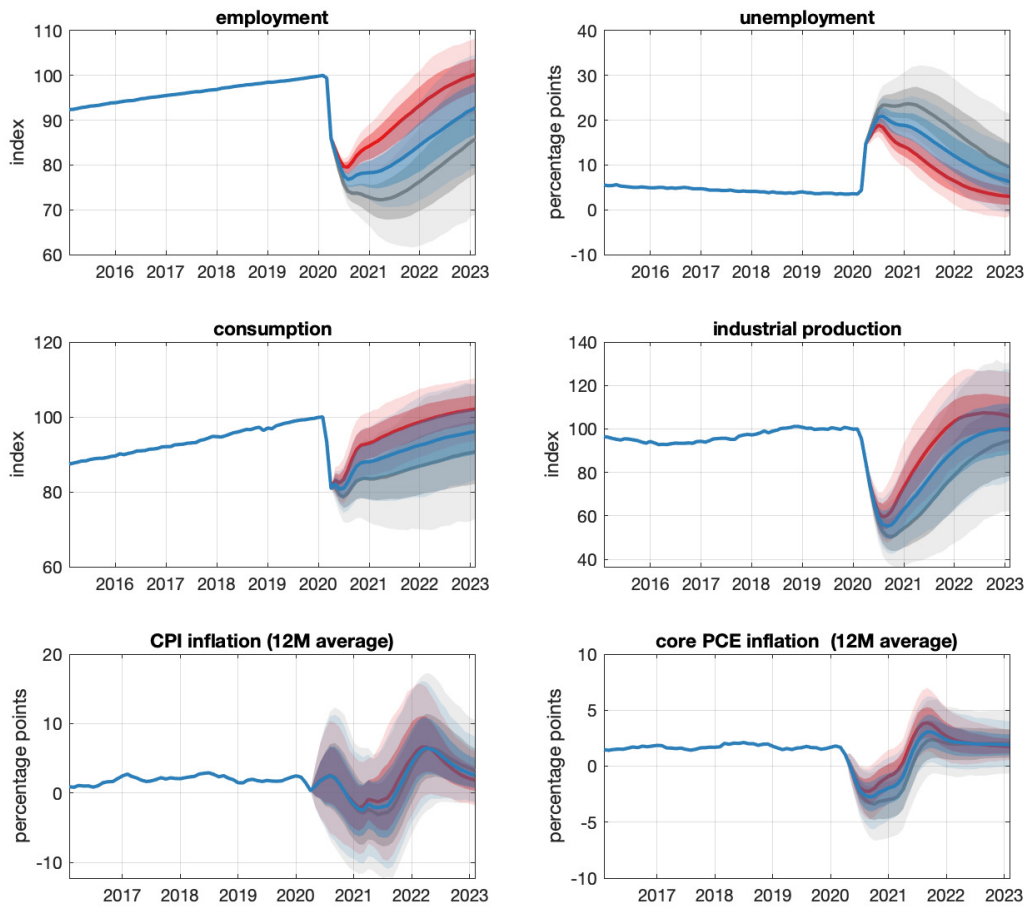 employment
index
110
100
90
80
70
60
2016 2017 2018 2019 2020 2021 2022 2023
unemployment
percentage points
40
30
20
10
0
-10
2016 2017 2018 2019 2020 2021 2022 2023
consumption
index
120
100
80
60
2016 2017 2018 2019 2020 2021 2022 2023
industrial production
index
140
120
100
80
60
40
2016 2017 2018 2019 2020 2021 2022 2023
CPI inflation (12M average)
percentage points
20
10
0
-10
2017 2018 2019 2020 2021 2022 2023
core PCE inflation (12M average)
percentage points
10
5
0
-5
-10
2017 2018 2019 2020 2021 2022 2023